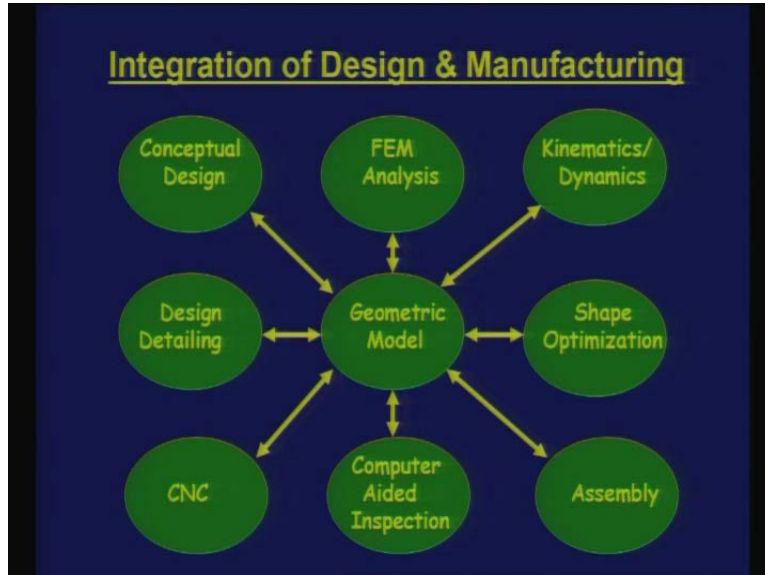 Integration of Design & Manufacturing
Conceptual
Design
FEM
Analysis
Kinematics/
Dynamics
Design
Detailing
Geometric
Model
Shape
Optimization
CNC
Computer
Aided
Inspection
Assembly